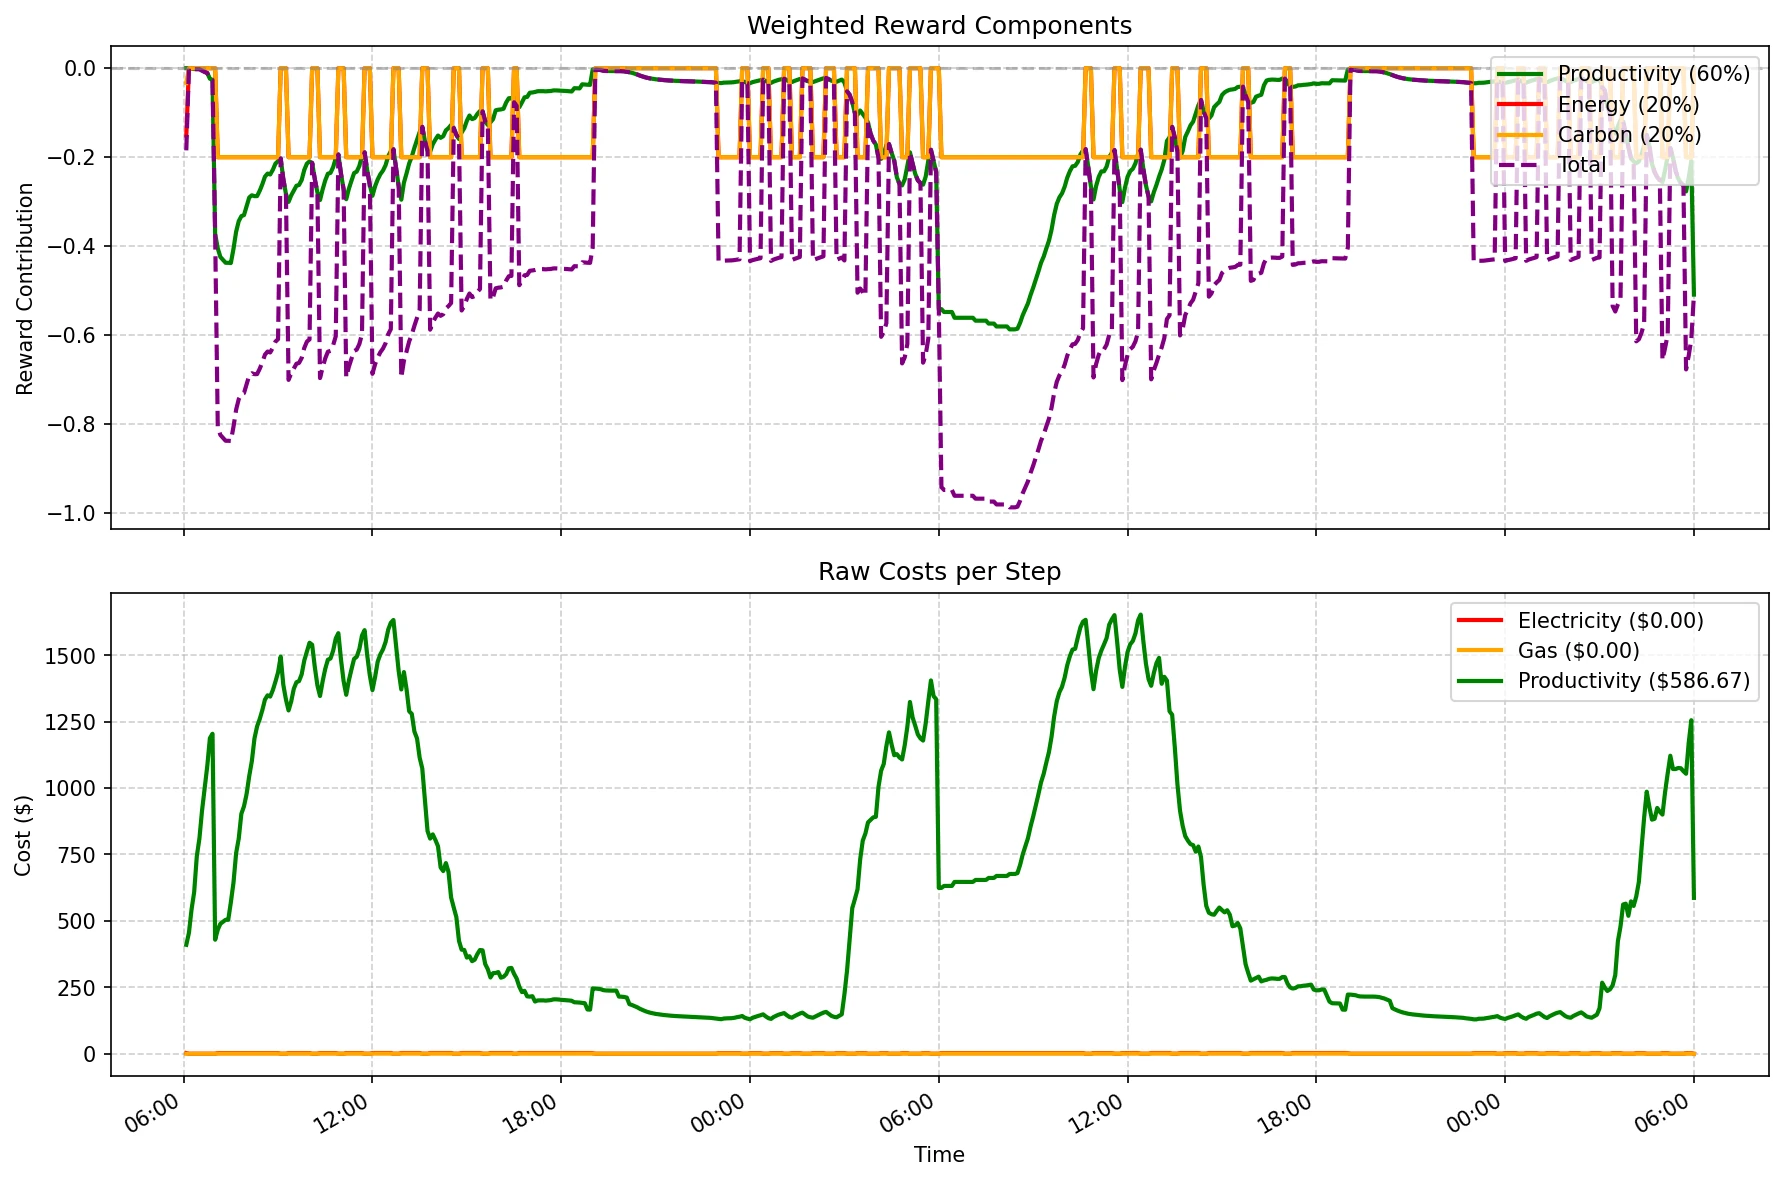 Weighted Reward Components
Reward Contribution
0.0
−0.2
−0.4
−0.6
−0.8
−1.0
Productivity (60%)
Energy (20%)
Carbon (20%)
Total
Raw Costs per Step
Cost ($)
1500
1250
1000
750
500
250
0
Electricity ($0.00)
Gas ($0.00)
Productivity ($586.67)
06:00 12:00 18:00 00:00 06:00 12:00 18:00 00:00 06:00
Time